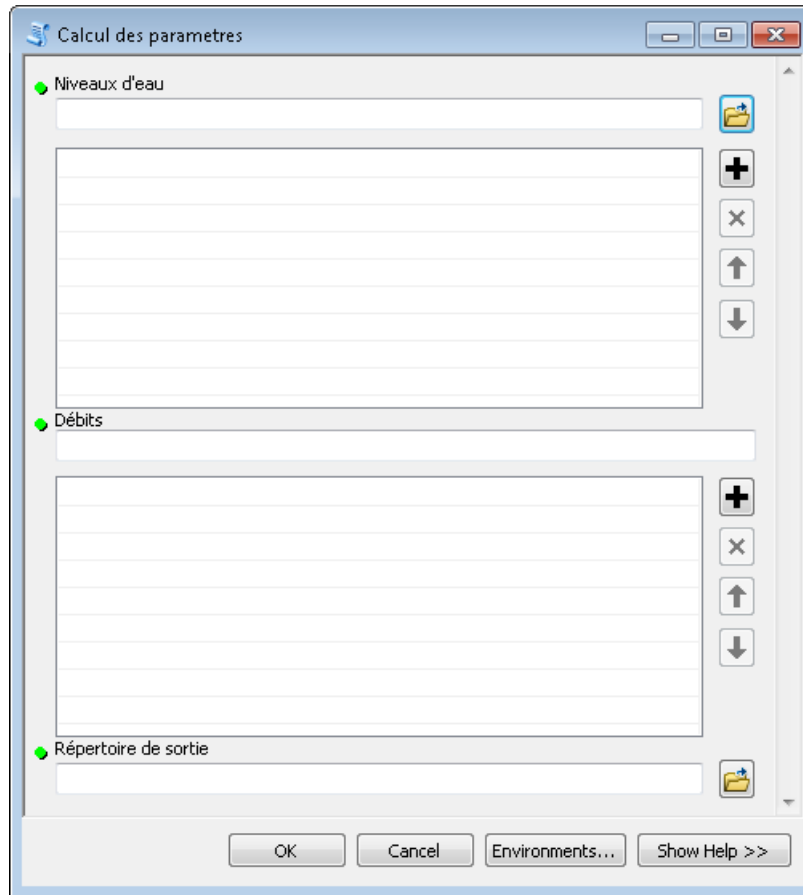 Calcul des parametres
Niveaux d'eau
Débits
Répertoire de sortie
OK
Cancel
Environments...
Show Help >>